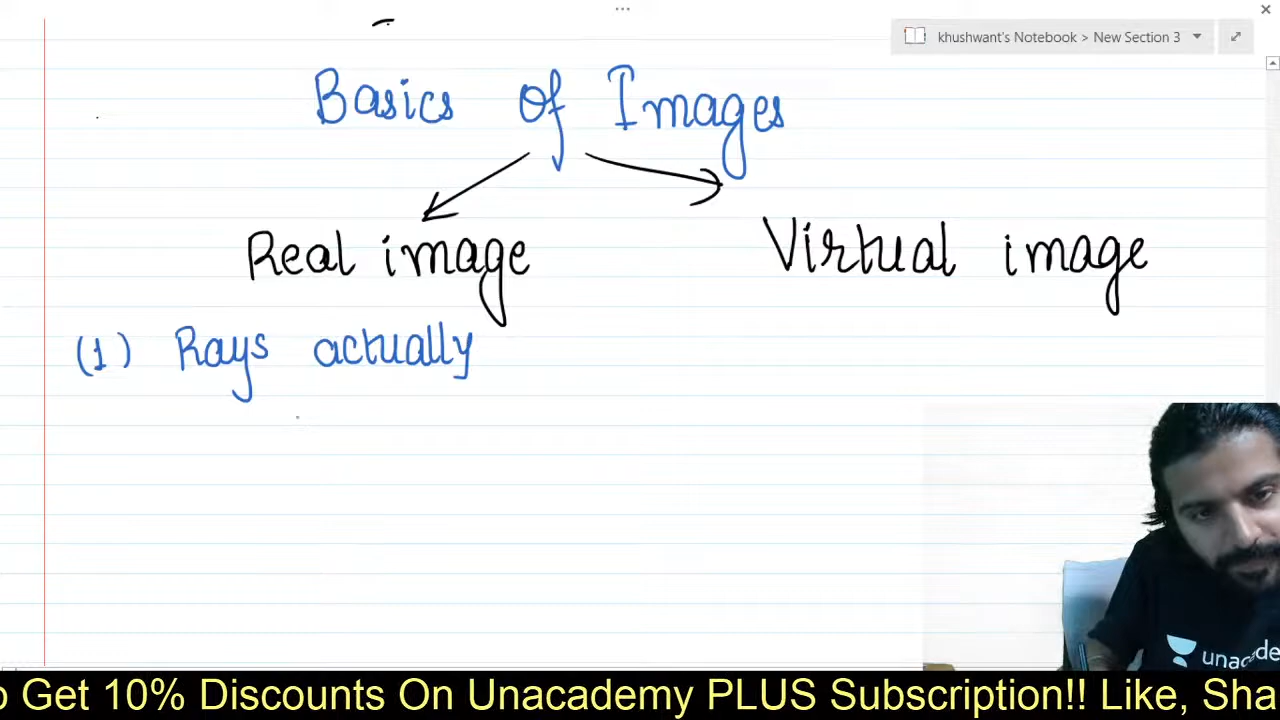 khushwant's Notebook > New Section 3
Basics of Images
Real image
Virtual image
(1) Rays actually
unacade
o Get 10% Discounts On Unacademy PLUS Subscription!! Like, Sha